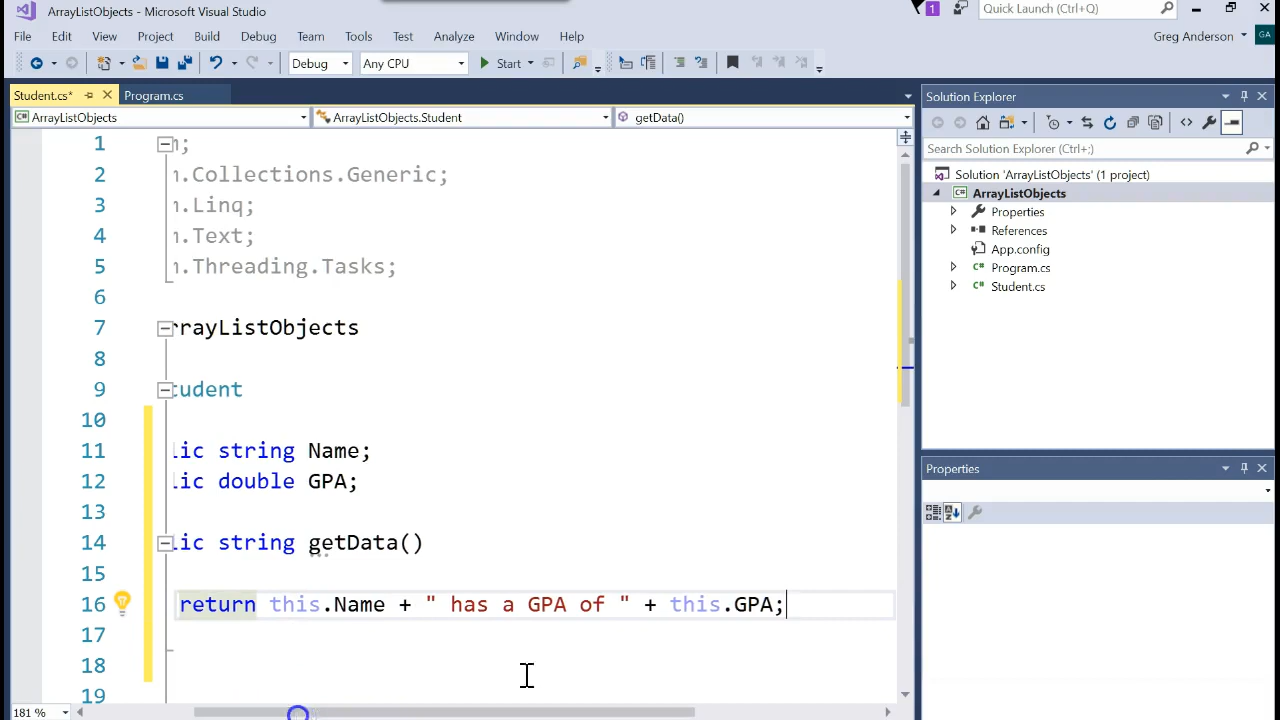 ArrayListObjects - Microsoft Visual Studio
1
Quick Launch (Ctrl+Q)
File Edit View Project Build Debug Team Tools Test Analyze Window Help
Greg Anderson
GA
Debug
Any CPU
Start
Student.cs*
Program.cs
ArrayListObjects
ArrayListObjects.Student
getData()
1 m;
2 m.Collections.Generic;
3 m.Linq;
4 m.Text;
5 m.Threading.Tasks;
6
7 rrayListObjects
8
9 tudent
10
11 lic string Name;
12 lic double GPA;
13
14 lic string getData()
15
16 return this.Name + " has a GPA of " + this.GPA;
17
18
19
181 %
Solution Explorer
Search Solution Explorer (Ctrl+;)
Solution 'ArrayListObjects' (1 project)
ArrayListObjects
Properties
References
App.config
Program.cs
Student.cs
Properties